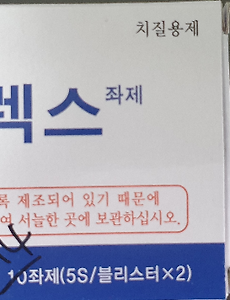 치질용제
렉스 좌제
록 제조되어 있기 때문에
여 서늘한 곳에 보관하십시오.
10좌제(5S/블리스터×2)